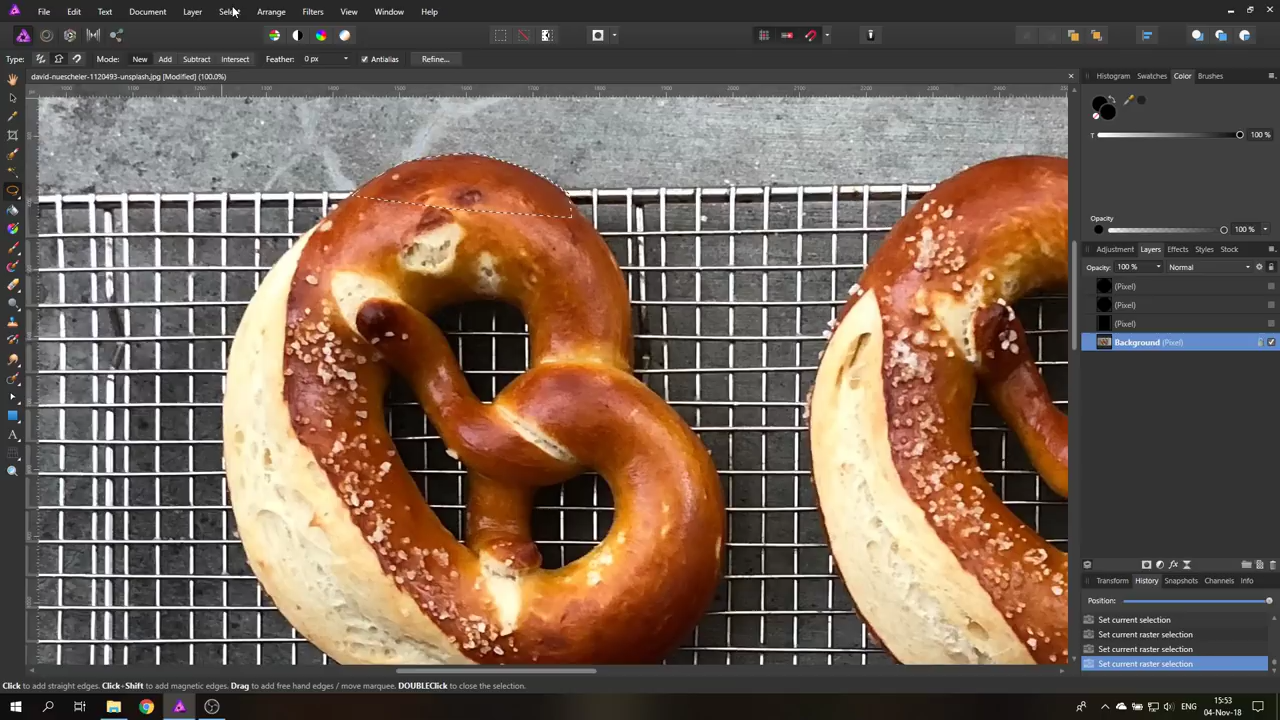 File Edit Text Document Layer Select Arrange Filters View Window Help
Type: Mode: New Add Subtract Intersect Feather: 0 px Antialias Refine...
david-nuescheler-1120493-unsplash.jpg [Modified] (100.0%)
Histogram Swatches Color Brushes
100 %
Opacity
100 %
Adjustment Layers Effects Styles Stock
Opacity: 100 % Normal
(Pixel)
(Pixel)
(Pixel)
Background (Pixel)
Transform History Snapshots Channels Info
Position:
Set current selection
Set current raster selection
Set current raster selection
Set current raster selection
Click to add straight edges. Click+Shift to add magnetic edges. Drag to add free hand edges / move marquee. DOUBLEClick to close the selection.
ENG
15:53
04-Nov-18